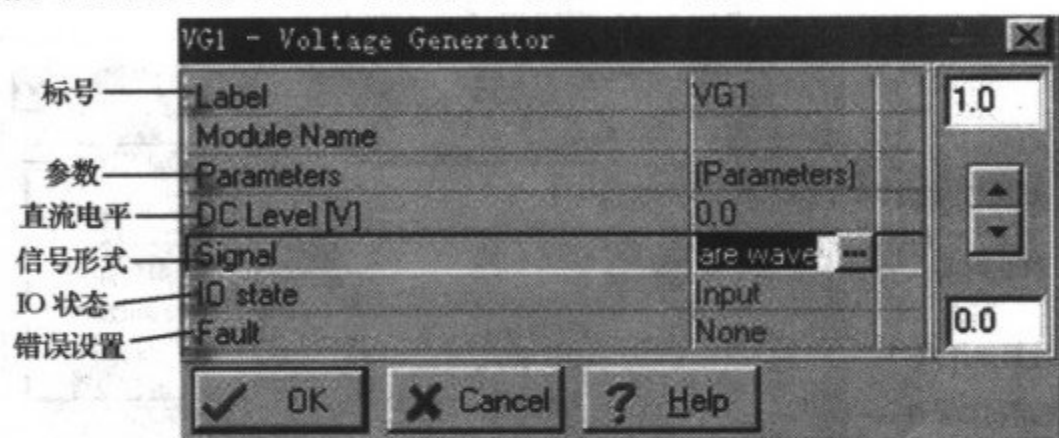 VG1 - Voltage Generator
标号 Label VG1 1.0
Module Name
参数 Parameters [Parameters]
直流电平 DC Level [V] 0.0
信号形式 Signal are wave ...
IO 状态 IO state Input
错误设置 Fault None 0.0
OK Cancel ? Help